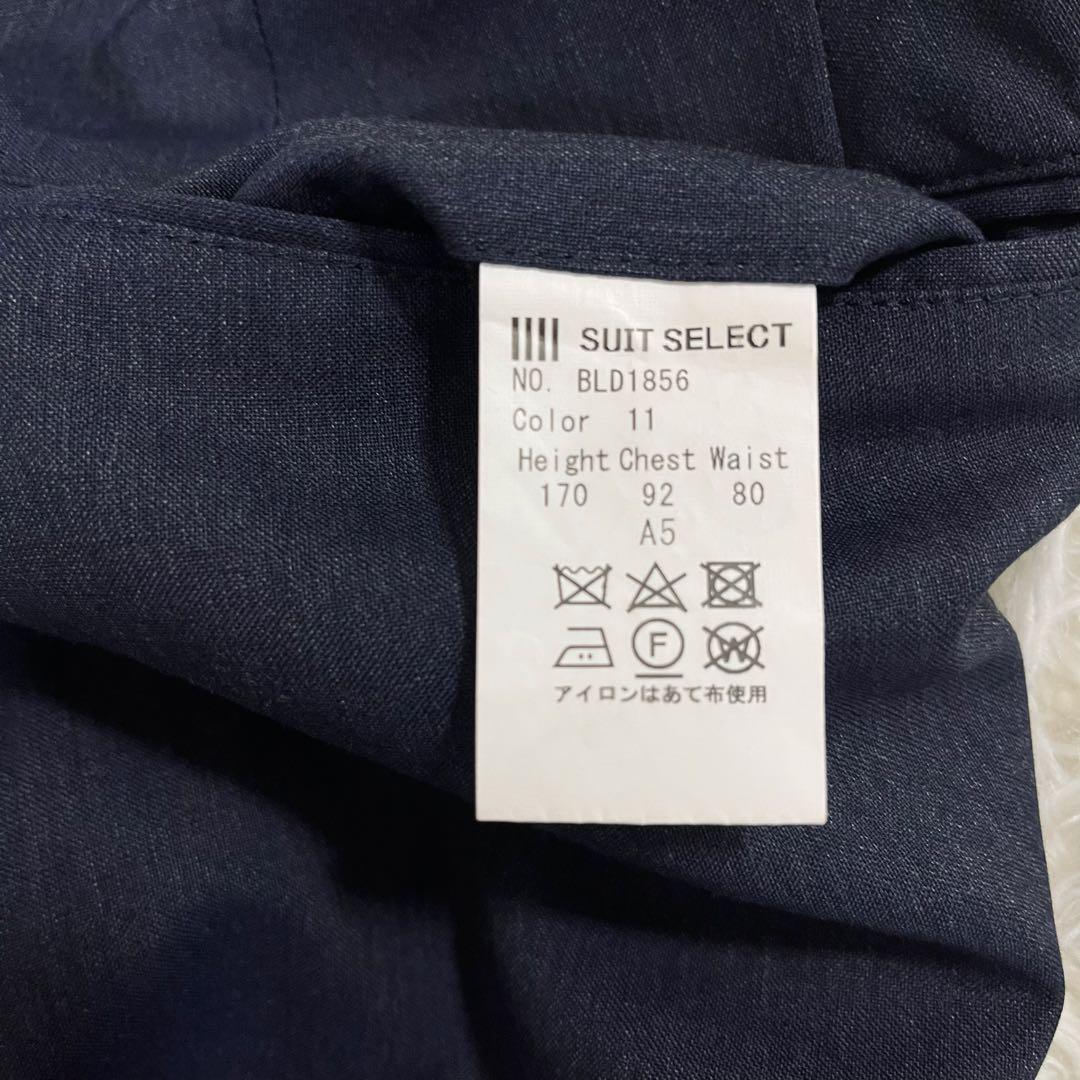 SUIT SELECT
NO. BLD1856
Color 11
Height Chest Waist
170 92 80
A5
F W
アイロンはあて布使用